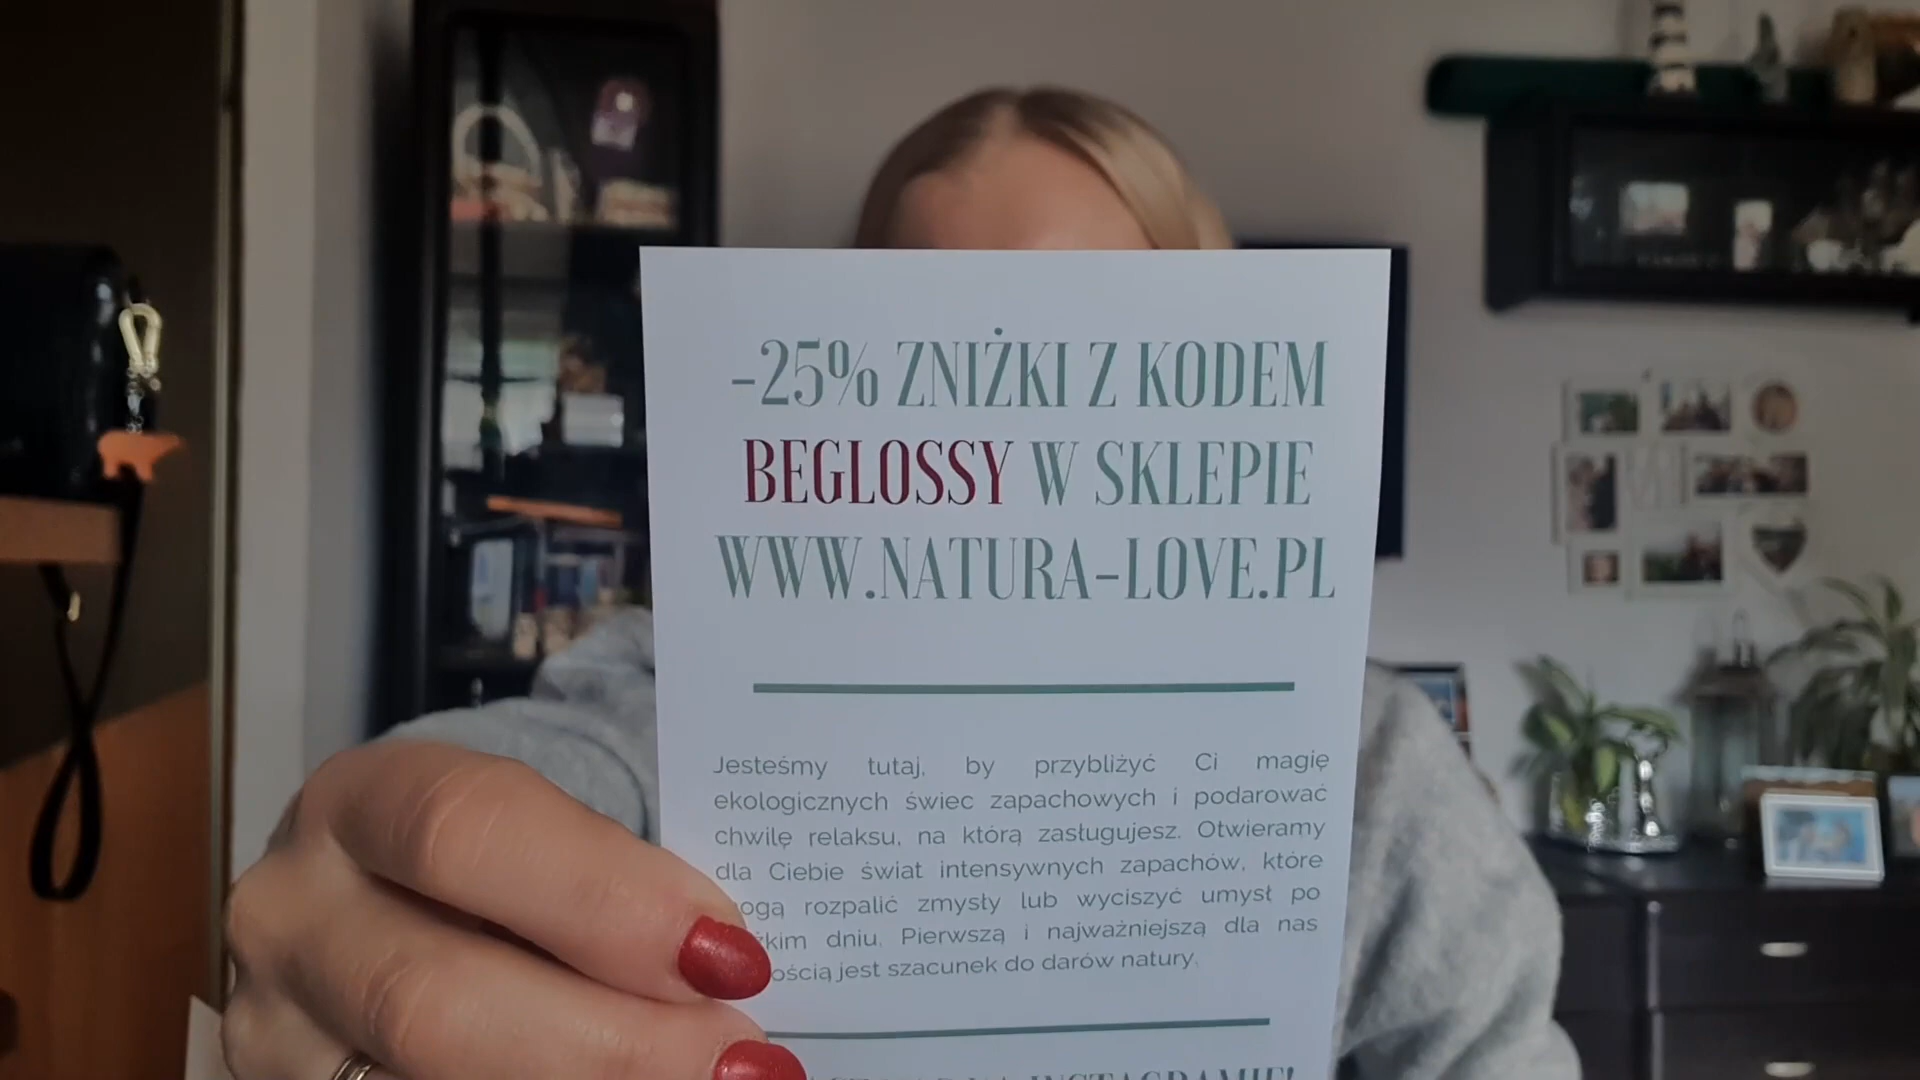 -25% ZNIŻKI Z KODEM
BEGLOSSY W SKLEPIE
WWW.NATURA-LOVE.PL
Jesteśmy tutaj, by przybliżyć Ci magię
ekologicznych świec zapachowych i podarować
chwilę relaksu, na którą zasługujesz. Otwieramy
dla Ciebie świat intensywnych zapachów, które
rozpalić zmysły lub wyciszyć umysł po
dniu. Pierwszą i najważniejszą dla nas
jest szacunek do darów natury.
INSTAGRAMIE!